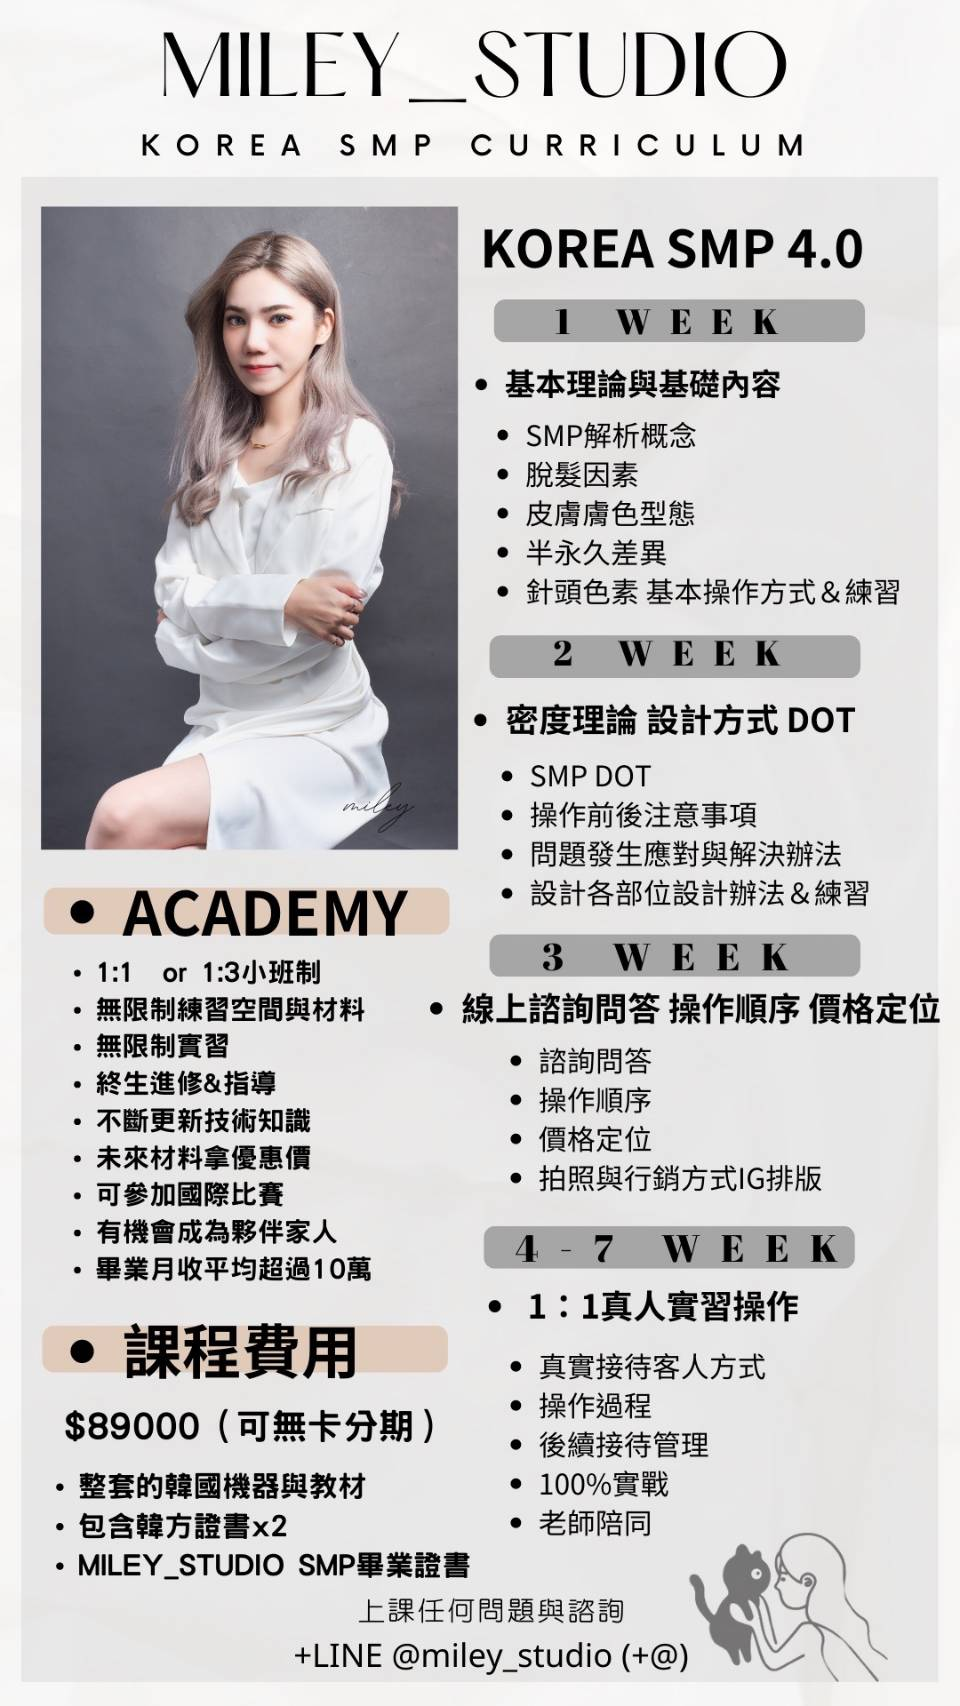 MILEY_STUDIO
KOREA SMP CURRICULUM
miley
KOREA SMP 4.0
1 WEEK
• 基本理論與基礎內容
• SMP解析概念
• 脫髮因素
• 皮膚膚色型態
• 半永久差異
• 針頭色素 基本操作方式＆練習
2 WEEK
• 密度理論 設計方式 DOT
• SMP DOT
• 操作前後注意事項
• 問題發生應對與解決辦法
• 設計各部位設計辦法＆練習
3 WEEK
• 線上諮詢問答 操作順序 價格定位
• 諮詢問答
• 操作順序
• 價格定位
• 拍照與行銷方式IG排版
4-7 WEEK
• 1：1真人實習操作
• 真實接待客人方式
• 操作過程
• 後續接待管理
• 100%實戰
• 老師陪同
• ACADEMY
• 1:1 or 1:3小班制
• 無限制練習空間與材料
• 無限制實習
• 終生進修&指導
• 不斷更新技術知識
• 未來材料拿優惠價
• 可參加國際比賽
• 有機會成為夥伴家人
• 畢業月收平均超過10萬
• 課程費用
$89000（可無卡分期）
• 整套的韓國機器與教材
• 包含韓方證書x2
• MILEY_STUDIO SMP畢業證書
上課任何問題與諮詢
+LINE @miley_studio (+@)